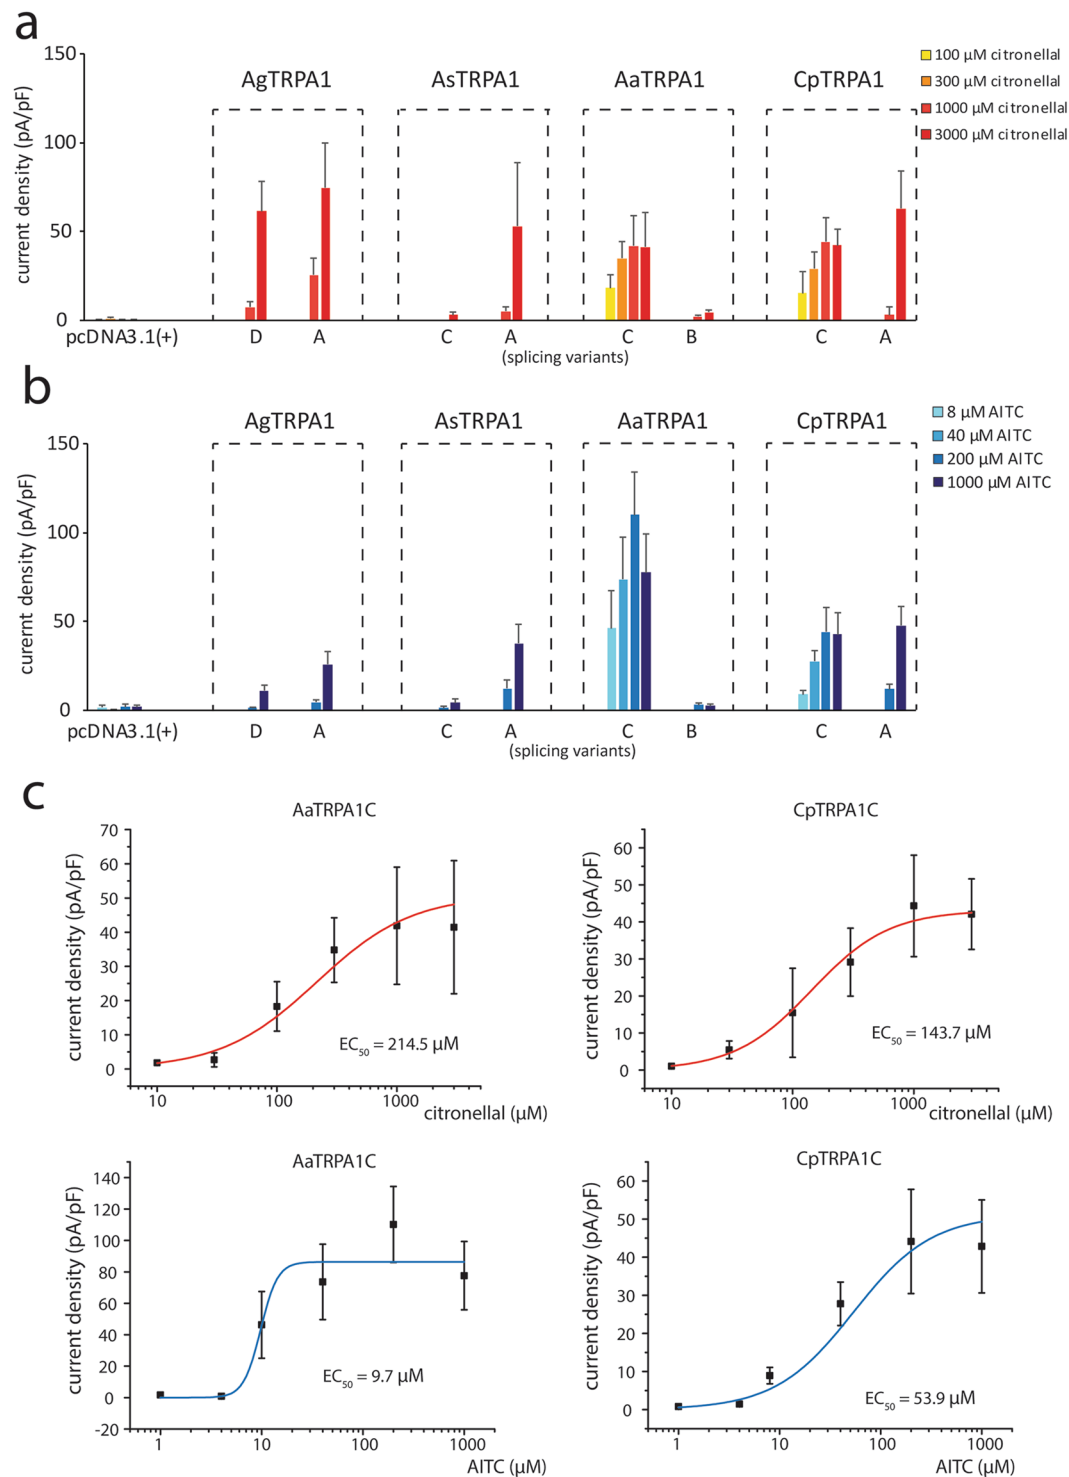 a
150
100
50
0
current density (pA/pF)
AgTRPA1
AsTRPA1
AaTRPA1
CpTRPA1
100 µM citronellal
300 µM citronellal
1000 µM citronellal
3000 µM citronellal
pcDNA3.1(+)
D
A
C
A
C
B
C
A
(splicing variants)
b
150
100
50
0
curernt density (pA/pF)
AgTRPA1
AsTRPA1
AaTRPA1
CpTRPA1
8 µM AITC
40 µM AITC
200 µM AITC
1000 µM AITC
pcDNA3.1(+)
D
A
C
A
C
B
C
A
(splicing variants)
c
AaTRPA1C
70
60
50
40
30
20
10
0
current density (pA/pF)
EC50 = 214.5 µM
10
100
1000
citronellal (µM)
CpTRPA1C
60
50
40
30
20
10
0
current density (pA/pF)
EC50 = 143.7 µM
10
100
1000
citronellal (µM)
AaTRPA1C
140
120
100
80
60
40
20
0
-20
current density (pA/pF)
EC50 = 9.7 µM
1
10
100
1000
AITC (µM)
CpTRPA1C
60
50
40
30
20
10
0
current density (pA/pF)
EC50 = 53.9 µM
1
10
100
1000
AITC (µM)